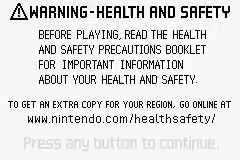 ⚠WARNING-HEALTH AND SAFETY
BEFORE PLAYING, READ THE HEALTH
AND SAFETY PRECAUTIONS BOOKLET
FOR IMPORTANT INFORMATION
ABOUT YOUR HEALTH AND SAFETY.
TO GET AN EXTRA COPY FOR YOUR REGION, GO ONLINE AT
www.nintendo.com/healthsafety/
Press any button to continue.